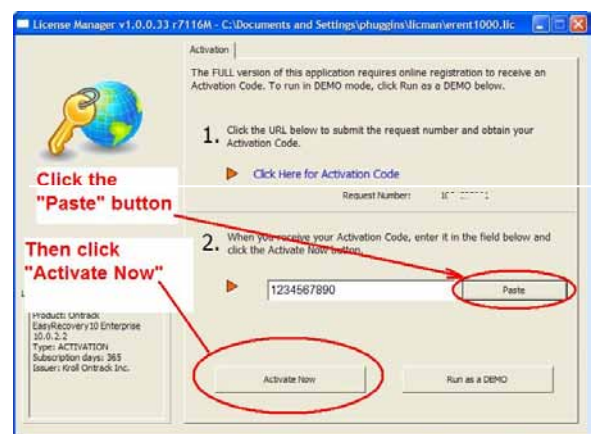 License Manager v1.0.0.33 r7116M - C:\Documents and Settings\phuggins\licman\erent1000.lic
Activation
The FULL version of this application requires online registration to receive an
Activation Code. To run in DEMO mode, click Run as a DEMO below.
1. Click the URL below to submit the request number and obtain your
Activation Code.
Click Here for Activation Code
Request Number:
Click the
"Paste" button
2. When you receive your Activation Code, enter it in the field below and
click the Activate Now button.
Then click
"Activate Now"
1234567890
Paste
Product: Ontrack
EasyRecovery10 Enterprise
10.0.2.2
Type: ACTIVATION
Subscription days: 365
Issuer: Kroll Ontrack Inc.
Activate Now
Run as a DEMO